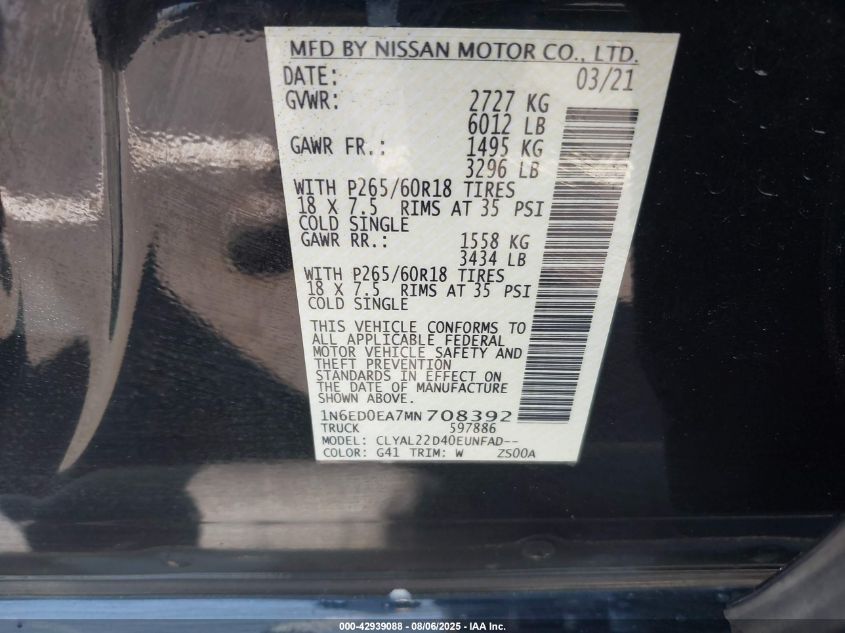 MFD BY NISSAN MOTOR CO., LTD.
DATE: 03/21
GVWR: 2727 KG
6012 LB
GAWR FR.: 1495 KG
3296 LB
WITH P265/60R18 TIRES
18 X 7.5 RIMS AT 35 PSI
COLD SINGLE
GAWR RR.: 1558 KG
3434 LB
WITH P265/60R18 TIRES
18 X 7.5 RIMS AT 35 PSI
COLD SINGLE
THIS VEHICLE CONFORMS TO
ALL APPLICABLE FEDERAL
MOTOR VEHICLE SAFETY AND
THEFT PREVENTION
STANDARDS IN EFFECT ON
THE DATE OF MANUFACTURE
SHOWN ABOVE.
1N6ED0EA7MN708392
TRUCK 597886
MODEL: CLYAL22D40EUNFAD--
COLOR: G41 TRIM: W ZS00A
000-42939088 - 08/06/2025 - IAA Inc.